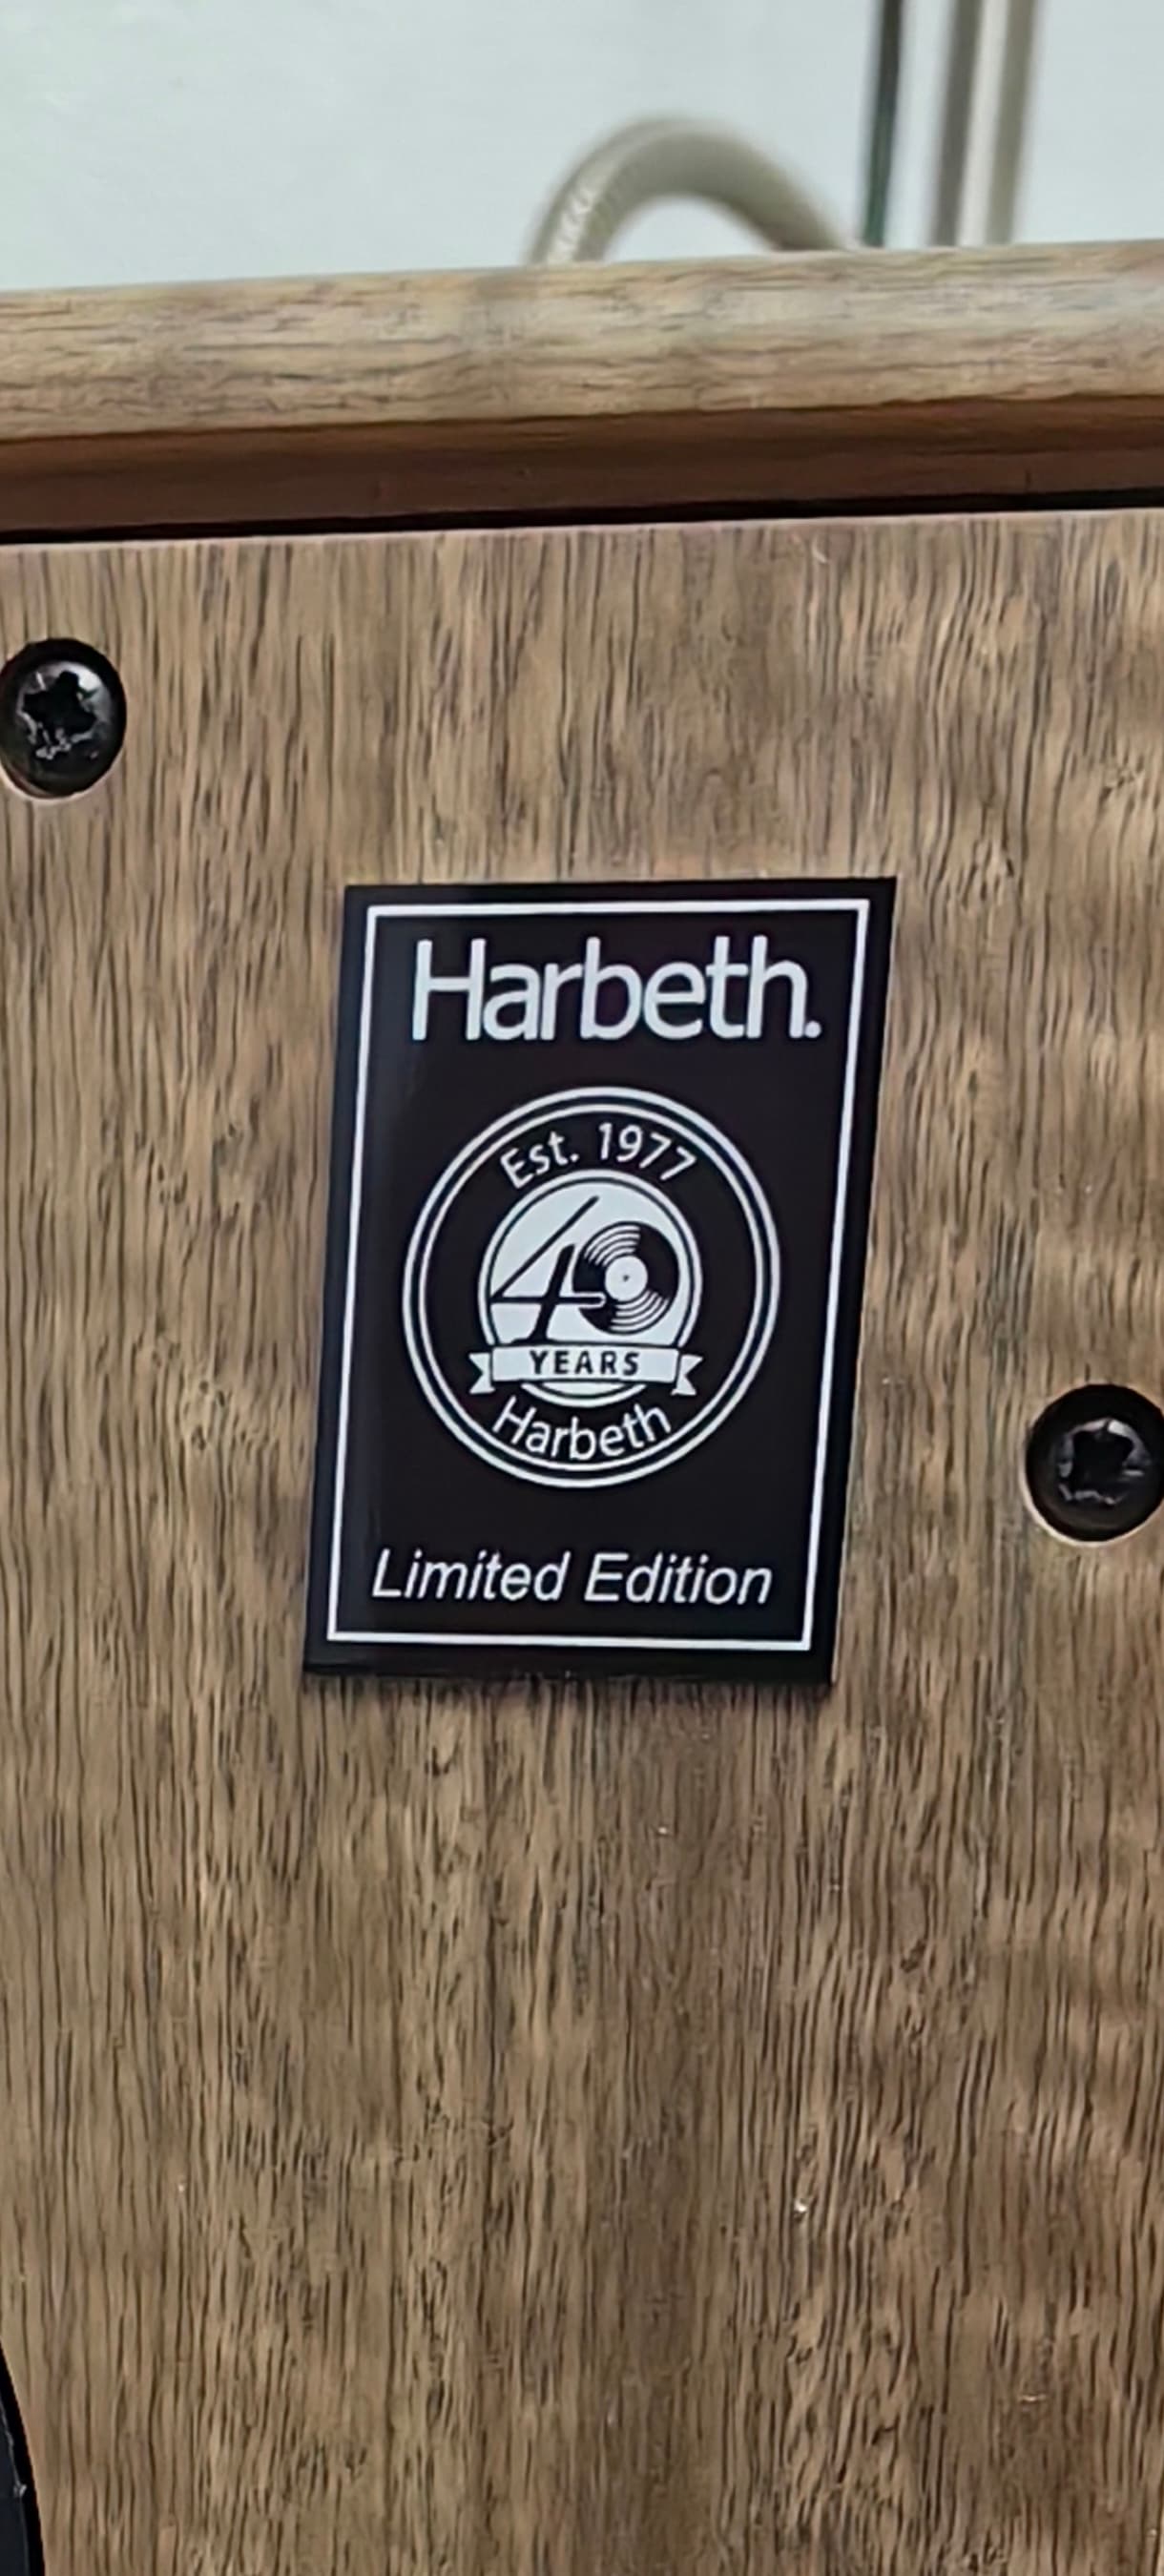 Harbeth.
Est. 1977
40
YEARS
Harbeth
Limited Edition